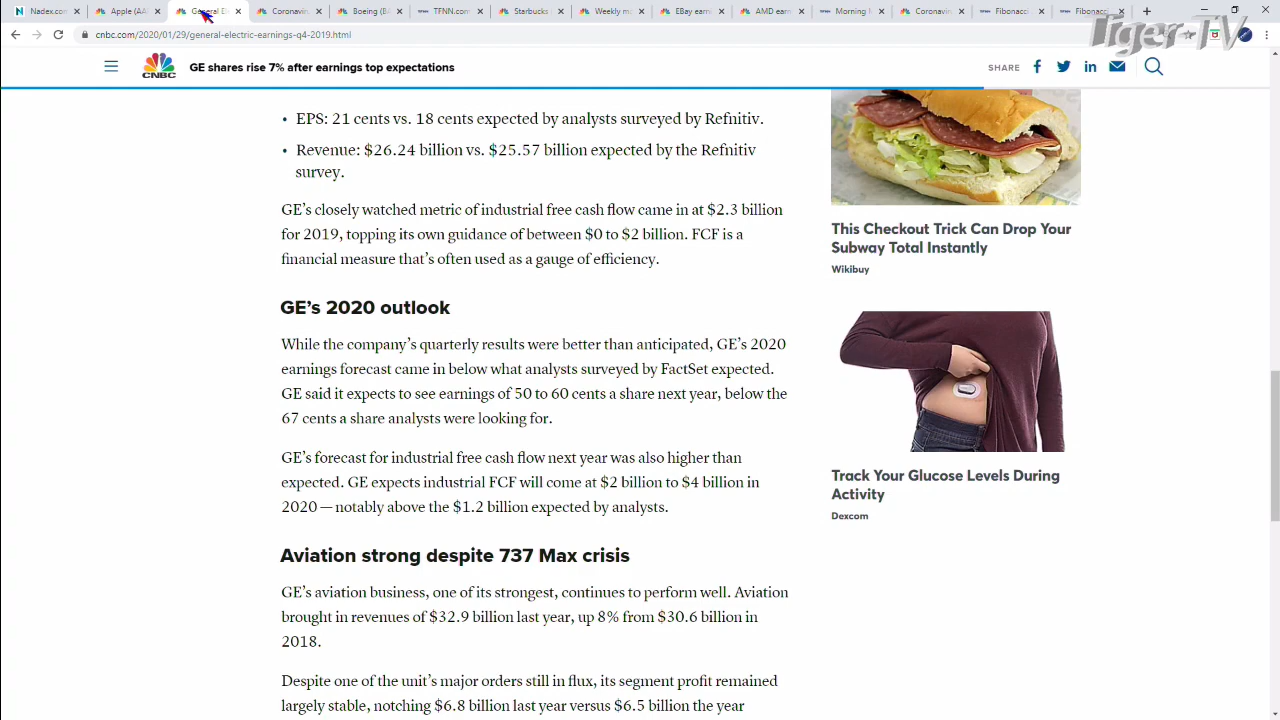 Nadex.com
Apple (AA
General El
Coronavir
Boeing (B
TFNN.com
Starbucks
Weekly m
EBay earn
AMD earn
Morning
Coronavir
Fibonacci
Fibonacc
cnbc.com/2020/01/29/general-electric-earnings-q4-2019.html
Tiger-TV
CNBC
GE shares rise 7% after earnings top expectations
SHARE
• EPS: 21 cents vs. 18 cents expected by analysts surveyed by Refnitiv.
• Revenue: $26.24 billion vs. $25.57 billion expected by the Refnitiv
survey.
GE's closely watched metric of industrial free cash flow came in at $2.3 billion
for 2019, topping its own guidance of between $0 to $2 billion. FCF is a
financial measure that's often used as a gauge of efficiency.
GE's 2020 outlook
While the company's quarterly results were better than anticipated, GE's 2020
earnings forecast came in below what analysts surveyed by FactSet expected.
GE said it expects to see earnings of 50 to 60 cents a share next year, below the
67 cents a share analysts were looking for.
GE's forecast for industrial free cash flow next year was also higher than
expected. GE expects industrial FCF will come at $2 billion to $4 billion in
2020 — notably above the $1.2 billion expected by analysts.
Aviation strong despite 737 Max crisis
GE's aviation business, one of its strongest, continues to perform well. Aviation
brought in revenues of $32.9 billion last year, up 8% from $30.6 billion in
2018.
Despite one of the unit's major orders still in flux, its segment profit remained
largely stable, notching $6.8 billion last year versus $6.5 billion the year
This Checkout Trick Can Drop Your
Subway Total Instantly
Wikibuy
Track Your Glucose Levels During
Activity
Dexcom